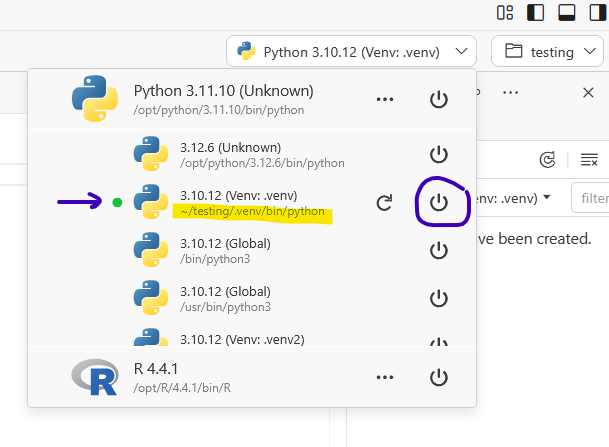 Python 3.10.12 (Venv: .venv)
testing
Python 3.11.10 (Unknown)
/opt/python/3.11.10/bin/python
3.12.6 (Unknown)
/opt/python/3.12.6/bin/python
3.10.12 (Venv: .venv)
~/testing/.venv/bin/python
venv: .venv)
filter
3.10.12 (Global)
/bin/python3
ve been created.
3.10.12 (Global)
/usr/bin/python3
3.10.12 (Venv: .venv2)
R 4.4.1
/opt/R/4.4.1/bin/R